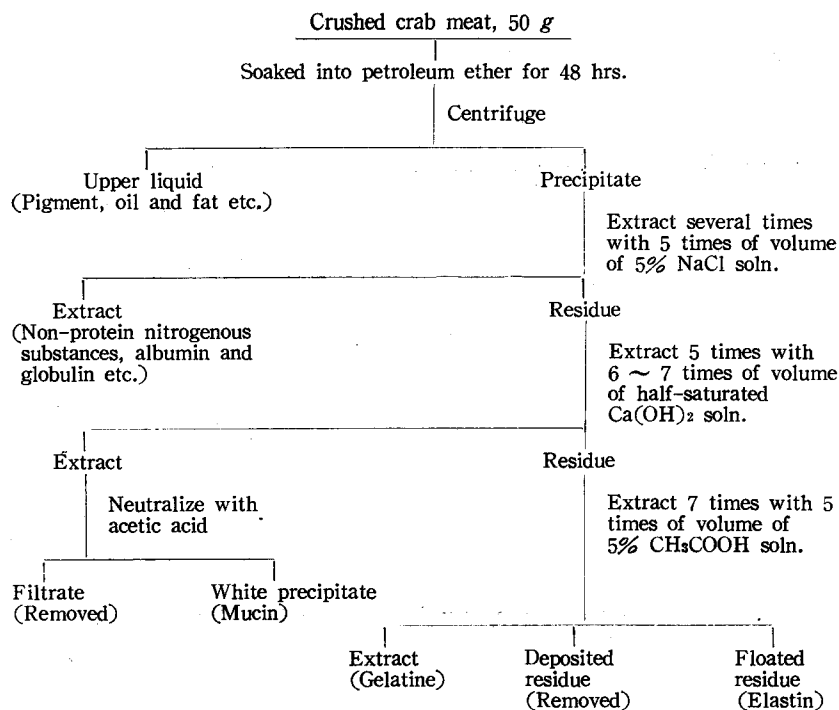 Crushed crab meat, 50 g
Soaked into petroleum ether for 48 hrs.
Centrifuge
Upper liquid
(Pigment, oil and fat etc.)
Precipitate
Extract several times
with 5 times of volume
of 5% NaCl soln.
Extract
(Non-protein nitrogenous
substances, albumin and
globulin etc.)
Residue
Extract 5 times with
6 ~ 7 times of volume
of half-saturated
Ca(OH)₂ soln.
Extract
Neutralize with
acetic acid
Residue
Extract 7 times with 5
times of volume of
5% CH₃COOH soln.
Filtrate
(Removed)
White precipitate
(Mucin)
Extract
(Gelatine)
Deposited
residue
(Removed)
Floated
residue
(Elastin)